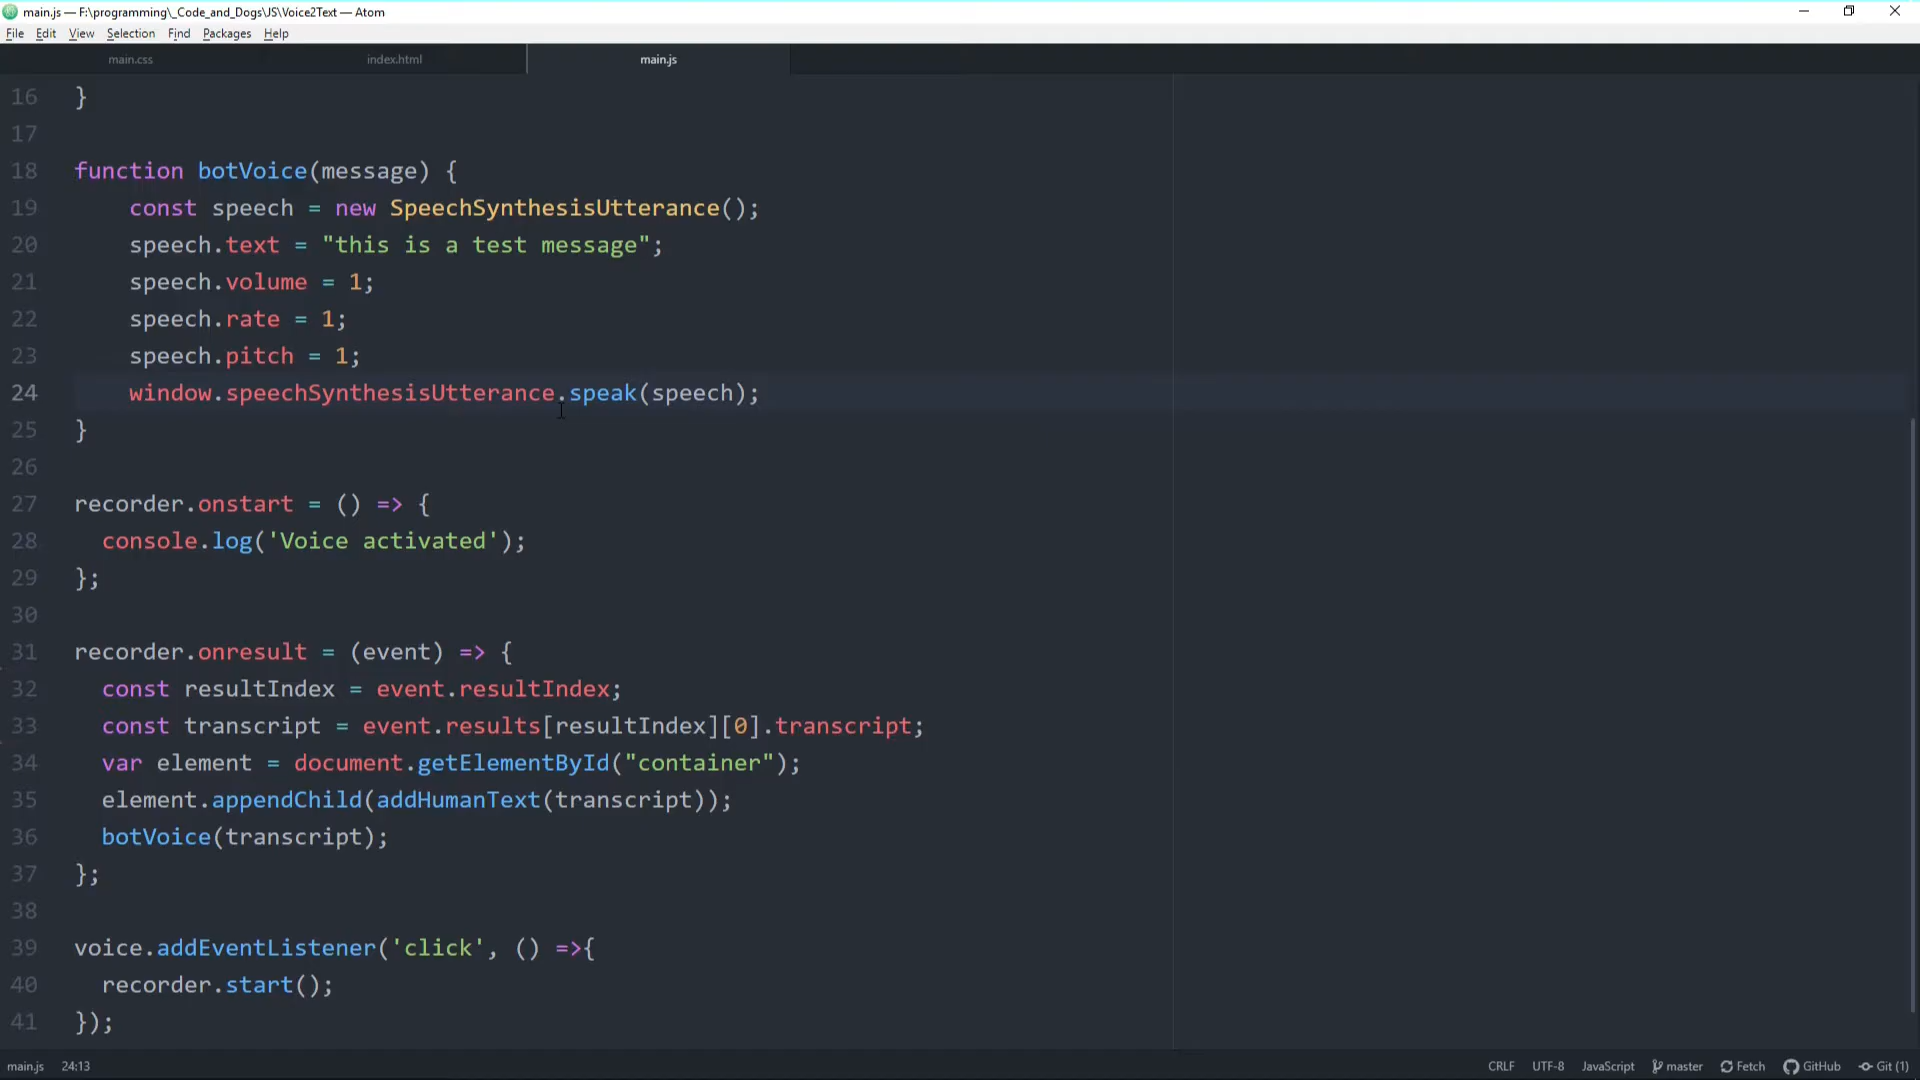 main.js — F:\programming\_Code_and_Dogs\JS\Voice2Text — Atom
File Edit View Selection Find Packages Help
main.css index.html main.js
16 }
17
18 function botVoice(message) {
19     const speech = new SpeechSynthesisUtterance();
20     speech.text = "this is a test message";
21     speech.volume = 1;
22     speech.rate = 1;
23     speech.pitch = 1;
24     window.speechSynthesisUtterance.speak(speech);
25 }
26
27 recorder.onstart = () => {
28   console.log('Voice activated');
29 };
30
31 recorder.onresult = (event) => {
32   const resultIndex = event.resultIndex;
33   const transcript = event.results[resultIndex][0].transcript;
34   var element = document.getElementById("container");
35   element.appendChild(addHumanText(transcript));
36   botVoice(transcript);
37 };
38
39 voice.addEventListener('click', () =>{
40   recorder.start();
41 });
main.js 24:13 CRLF UTF-8 JavaScript master Fetch GitHub Git (1)